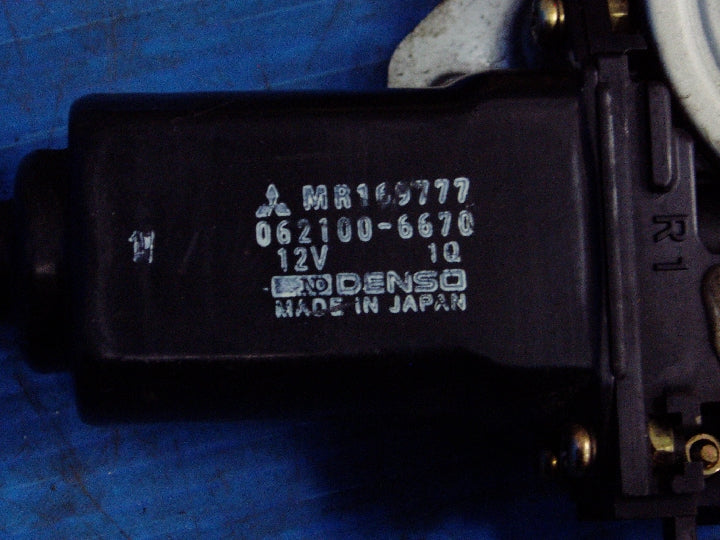 MR169777
062100-6670
12V 1Q
DENSO
MADE IN JAPAN
R1